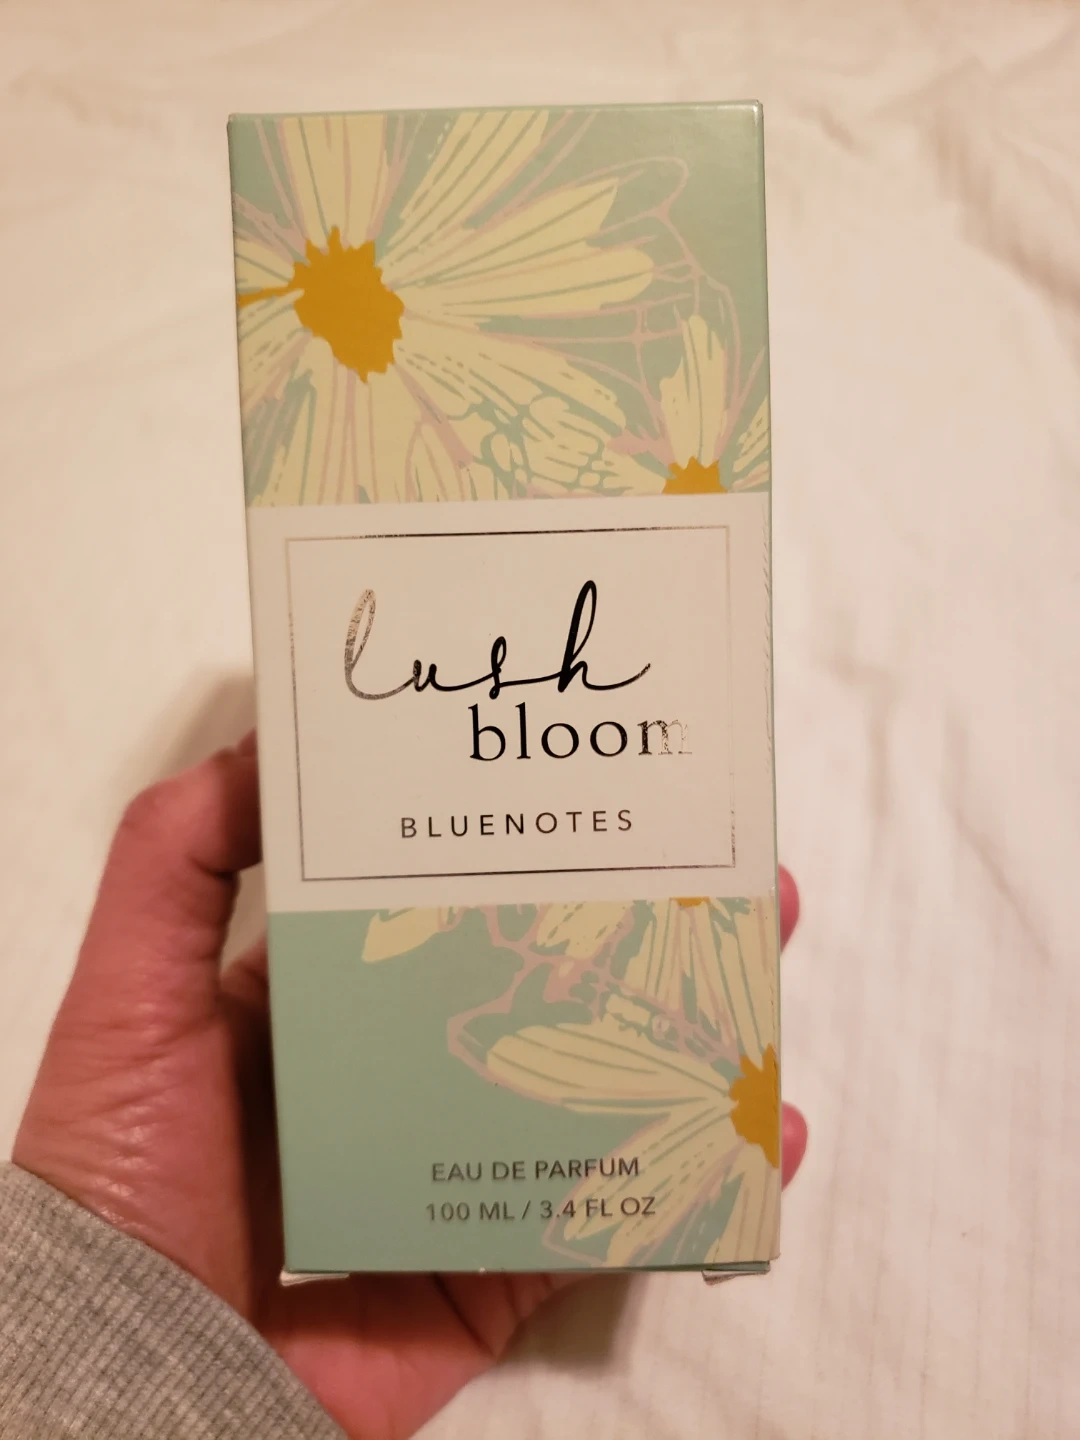 lush
bloom
BLUENOTES
EAU DE PARFUM
100 ML / 3.4 FL OZ